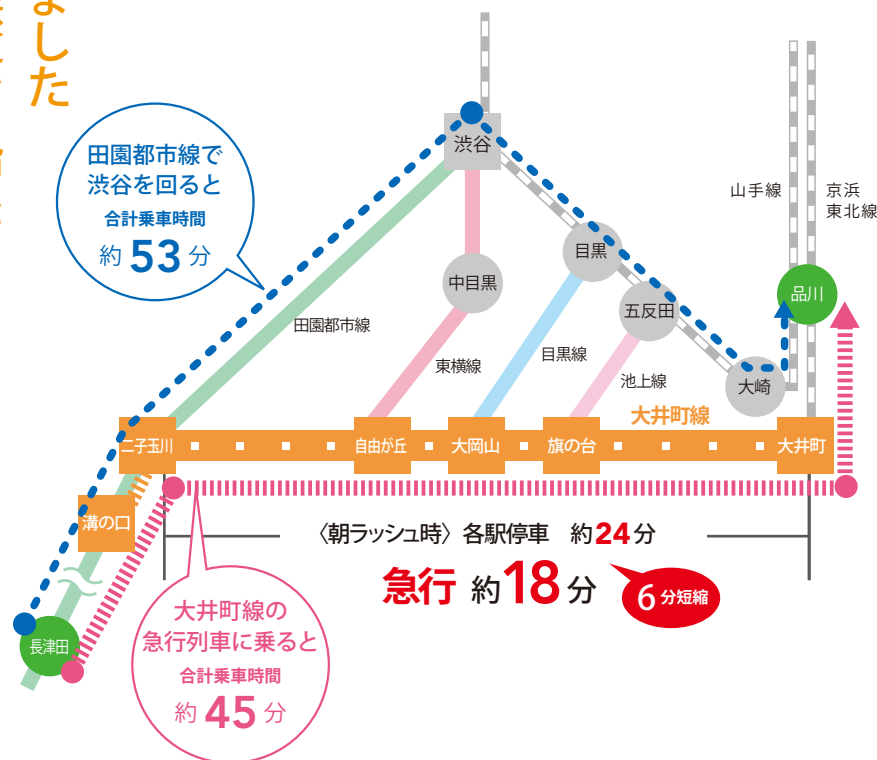 ました
田園都市線で
渋谷を回ると
合計乗車時間
約53分
渋谷
山手線
京浜
東北線
目黒
中目黒
品川
五反田
田園都市線
東横線
目黒線
池上線
大崎
大井町線
二子玉川
自由が丘
大岡山
旗の台
大井町
溝の口
〈朝ラッシュ時〉各駅停車 約24分
急行 約18分
6分短縮
長津田
大井町線の
急行列車に乗ると
合計乗車時間
約45分